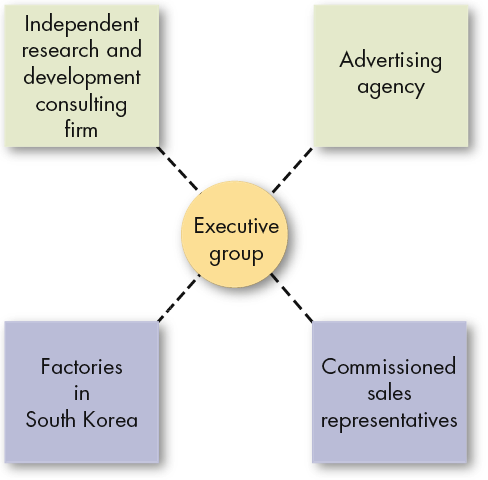 Independent
research and
development
consulting
firm
Advertising
agency
Executive
group
Factories
in
South Korea
Commissioned
sales
representatives